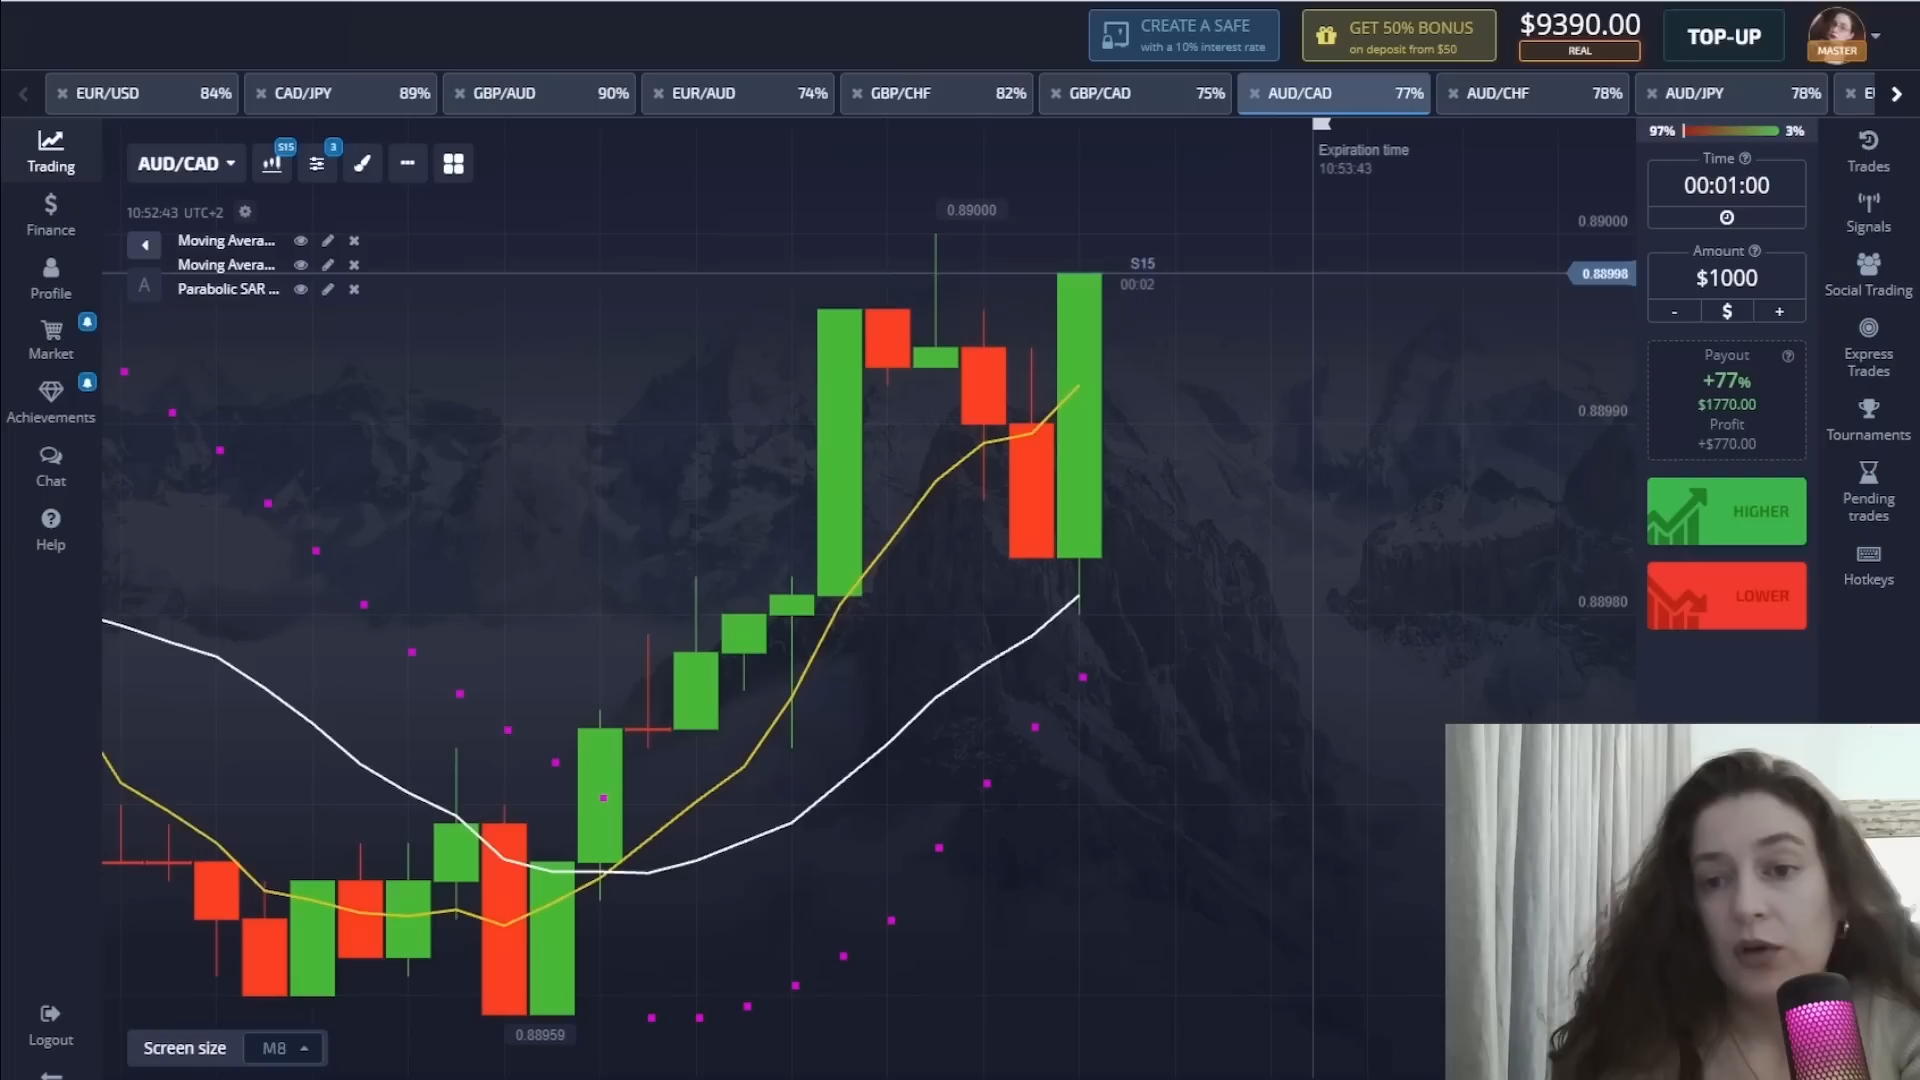 CREATE A SAFE
with a 10% interest rate
GET 50% BONUS
on deposit from $50
$9390.00
REAL
TOP-UP
MASTER
EUR/USD 84%
CAD/JPY 89%
GBP/AUD 90%
EUR/AUD 74%
GBP/CHF 82%
GBP/CAD 75%
AUD/CAD 77%
AUD/CHF 78%
AUD/JPY 78%
Trading
Finance
Profile
Market
Achievements
Chat
Help
Logout
AUD/CAD
S15
3
10:52:43 UTC+2
Moving Avera...
Moving Avera...
Parabolic SAR ...
A
0.89000
S15
00:02
Expiration time
10:53:43
0.89000
0.88998
0.88990
0.88980
0.88959
Screen size M8
97% 3%
Time
00:01:00
Amount
$1000
- $ +
Payout
+77%
$1770.00
Profit
+$770.00
HIGHER
LOWER
Trades
Signals
Social Trading
Express
Trades
Tournaments
Pending
trades
Hotkeys